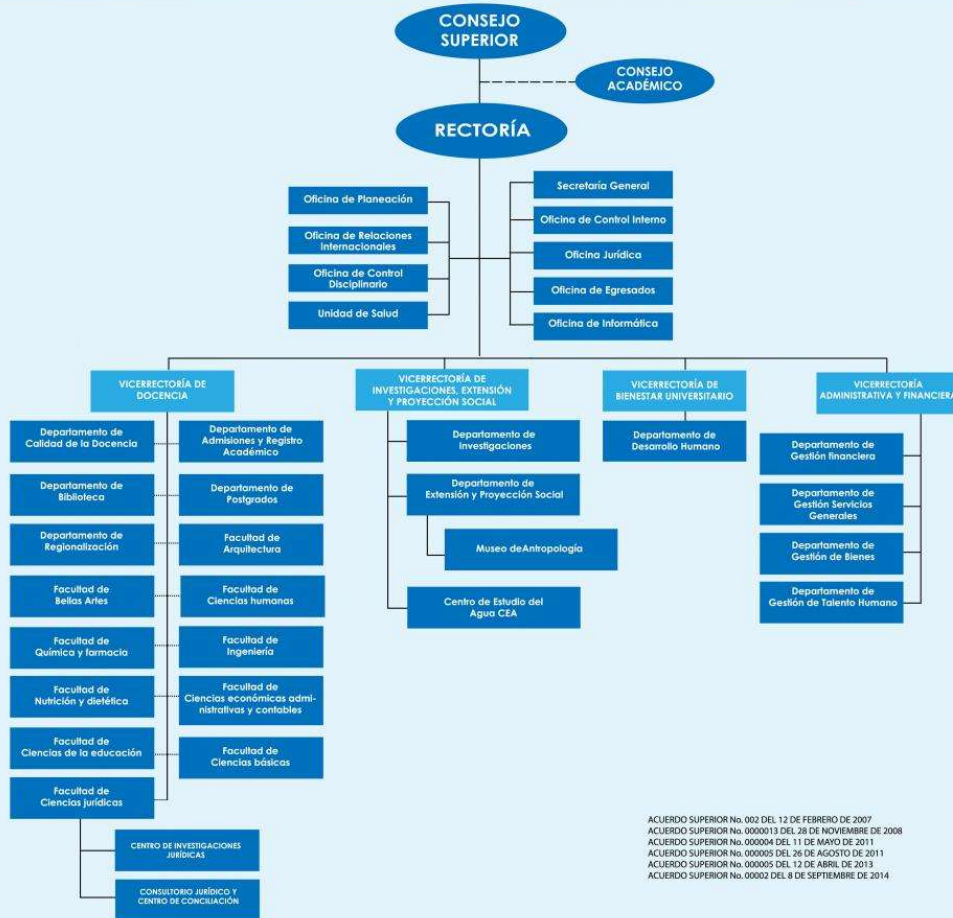 CONSEJO
SUPERIOR
CONSEJO
ACADÉMICO
RECTORÍA
Oficina de Planeación
Oficina de Relaciones
Internacionales
Oficina de Control
Disciplinario
Unidad de Salud
Secretaría General
Oficina de Control Interno
Oficina Jurídica
Oficina de Egresados
Oficina de Informática
VICERRECTORÍA DE
DOCENCIA
Departamento de
Calidad de la Docencia
Departamento de
Admisiones y Registro
Académico
Departamento de
Biblioteca
Departamento de
Postgrados
Departamento de
Regionalización
Facultad de
Arquitectura
Facultad de
Bellas Artes
Facultad de
Ciencias humanas
Facultad de
Química y farmacia
Facultad de
Ingeniería
Facultad de
Nutrición y dietética
Facultad de
Ciencias económicas admi-
nistrativas y contables
Facultad de
Ciencias de la educación
Facultad de
Ciencias básicas
Facultad de
Ciencias jurídicas
CENTRO DE INVESTIGACIONES
JURÍDICAS
CONSULTORIO JURÍDICO Y
CENTRO DE CONCILIACIÓN
VICERRECTORÍA DE
INVESTIGACIONES, EXTENSIÓN
Y PROYECCIÓN SOCIAL
Departamento de
Investigaciones
Departamento de
Extensión y Proyección Social
Museo deAntropología
Centro de Estudio del
Agua CEA
VICERRECTORÍA DE
BIENESTAR UNIVERSITARIO
Departamento de
Desarrollo Humano
VICERRECTORÍA
ADMINISTRATIVA Y FINANCIERA
Departamento de
Gestión financiera
Departamento de
Gestión Servicios
Generales
Departamento de
Gestión de Bienes
Departamento de
Gestión de Talento Humano
ACUERDO SUPERIOR No. 002 DEL 12 DE FEBRERO DE 2007
ACUERDO SUPERIOR No. 0000013 DEL 28 DE NOVIEMBRE DE 2008
ACUERDO SUPERIOR No. 000004 DEL 11 DE MAYO DE 2011
ACUERDO SUPERIOR No. 000005 DEL 26 DE AGOSTO DE 2011
ACUERDO SUPERIOR No. 000005 DEL 12 DE ABRIL DE 2013
ACUERDO SUPERIOR No. 00002 DEL 8 DE SEPTIEMBRE DE 2014